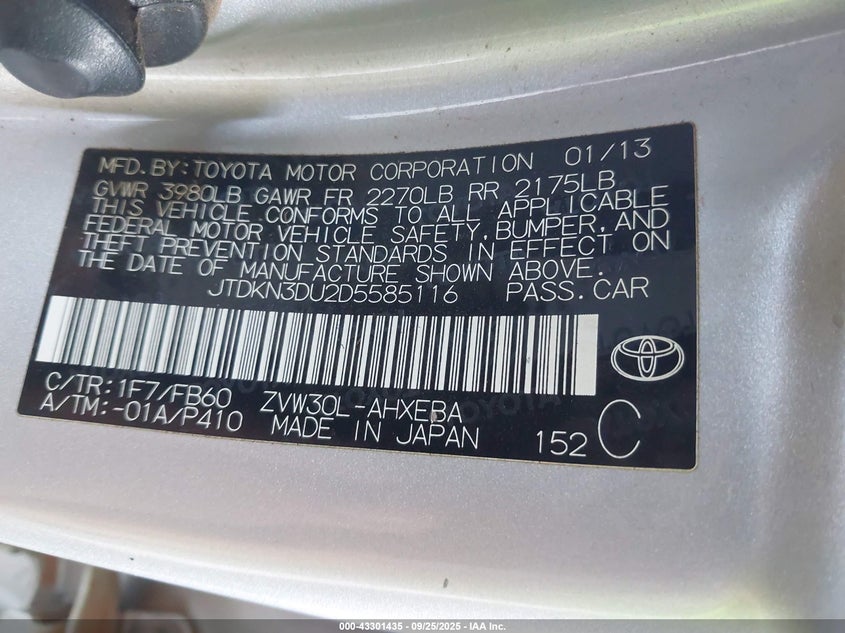 MFD.BY:TOYOTA MOTOR CORPORATION 01/13
GVWR 3980LB GAWR FR 2270LB RR 2175LB
THIS VEHICLE CONFORMS TO ALL APPLICABLE
FEDERAL MOTOR VEHICLE SAFETY, BUMPER, AND
THEFT PREVENTION STANDARDS IN EFFECT ON
THE DATE OF MANUFACTURE SHOWN ABOVE.
JTDKN3DU2D5585116 PASS.CAR
C/TR:1F7/FB60 ZVW30L-AHXEBA
A/TM:-01A/P410 MADE IN JAPAN 152 C
000-43301435 - 09/25/2025 - IAA Inc.